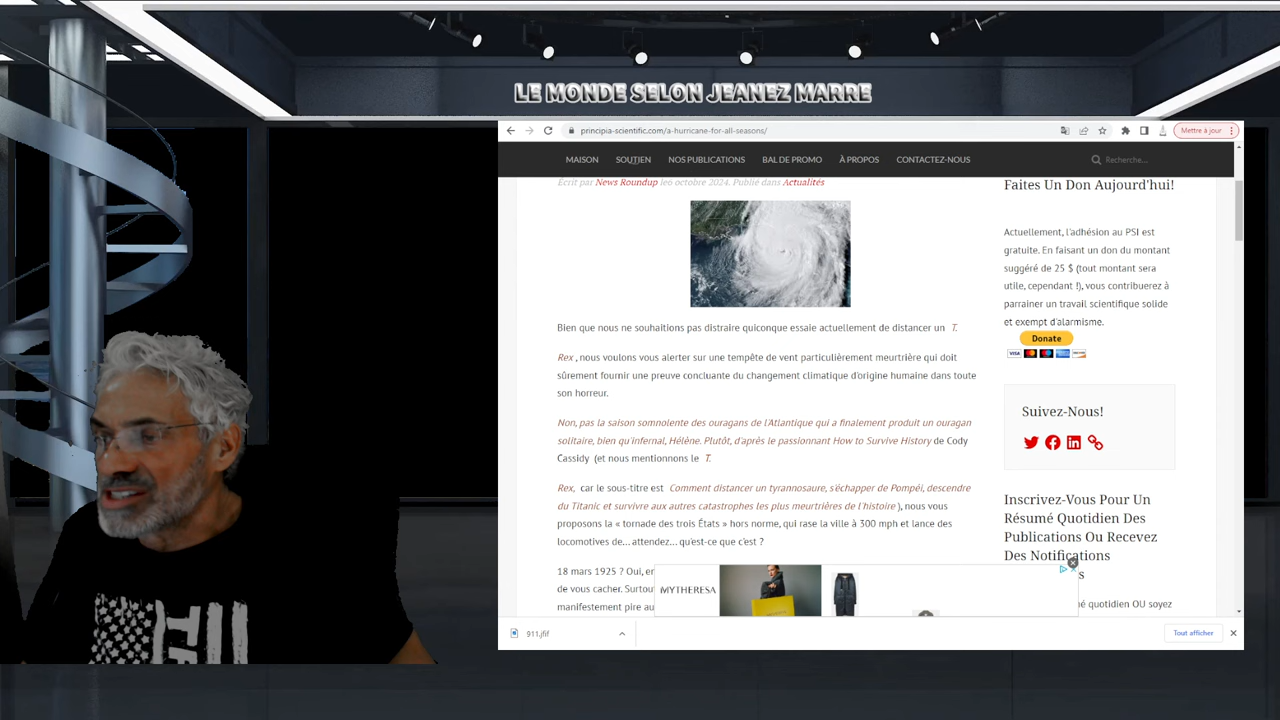 LE MONDE SELON JEANEZ MARRE
principia-scientific.com/a-hurricane-for-all-seasons/
Mettre à jour
MAISON SOUTIEN NOS PUBLICATIONS BAL DE PROMO À PROPOS CONTACTEZ-NOUS
Recherche...
Écrit par News Roundup le6 octobre 2024. Publié dans Actualités
Bien que nous ne souhaitions pas distraire quiconque essaie actuellement de distancer un T.
Rex , nous voulons vous alerter sur une tempête de vent particulièrement meurtrière qui doit
sûrement fournir une preuve concluante du changement climatique d'origine humaine dans toute
son horreur.
Non, pas la saison somnolente des ouragans de l'Atlantique qui a finalement produit un ouragan
solitaire, bien qu'infernal, Hélène. Plutôt, d'après le passionnant How to Survive History de Cody
Cassidy (et nous mentionnons le T.
Rex, car le sous-titre est Comment distancer un tyrannosaure, s'échapper de Pompéi, descendre
du Titanic et survivre aux autres catastrophes les plus meurtrières de l'histoire ), nous vous
proposons la « tornade des trois États » hors norme, qui rase la ville à 300 mph et lance des
locomotives de... attendez... qu'est-ce que c'est ?
18 mars 1925 ? Oui, en
de vous cacher. Surtou
manifestement pire au
Faites Un Don Aujourd'hui!
Actuellement, l'adhésion au PSI est
gratuite. En faisant un don du montant
suggéré de 25 $ (tout montant sera
utile, cependant !), vous contribuerez à
parrainer un travail scientifique solide
et exempt d'alarmisme.
Donate
VISA
Suivez-Nous!
Inscrivez-Vous Pour Un
Résumé Quotidien Des
Publications Ou Recevez
Des Notifications
s
né quotidien OU soyez
MYTHERESA
911.jfif
Tout afficher